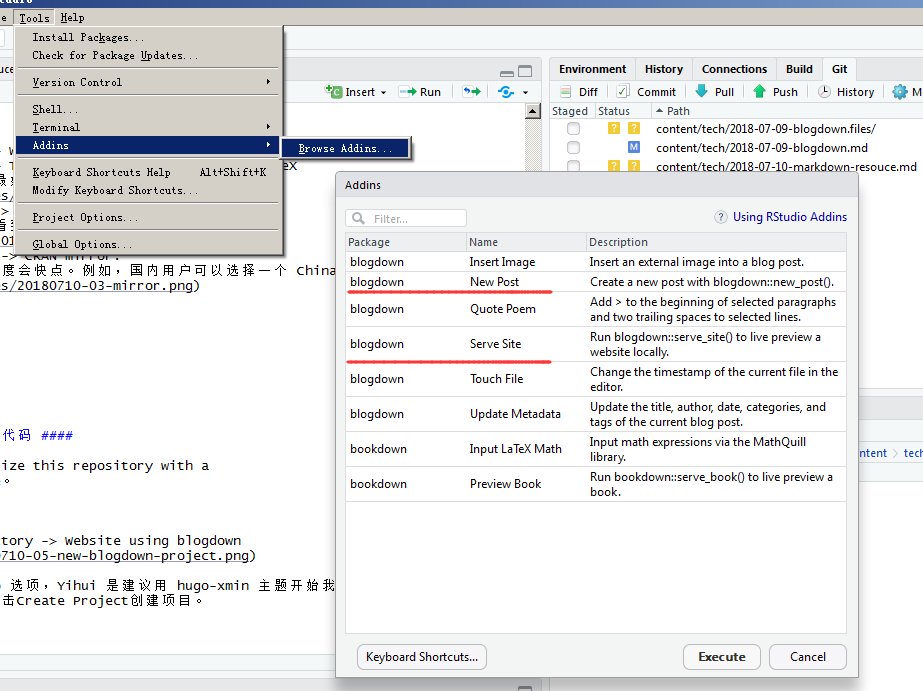 Tools Help
Install Packages...
Check for Package Updates...
Version Control
Shell...
Terminal
Addins
Browse Addins...
Keyboard Shortcuts Help Alt+Shift+K
Modify Keyboard Shortcuts...
Project Options...
Global Options...
Insert Run
-> CRAN mirror.
度会快点。例如，国内用户可以选择一个 China
s/20180710-03-mirror.png)
代码 ####
ize this repository with a
。
tory -> Website using blogdown
0710-05-new-blogdown-project.png)
选项，Yihui 是建议用 hugo-xmin 主题开始我
击Create Project创建项目。
Environment History Connections Build Git
Diff Commit Pull Push History M
Staged Status Path
? ? content/tech/2018-07-09-blogdown.files/
M content/tech/2018-07-09-blogdown.md
? ? content/tech/2018-07-10-markdown-resouce.md
ntent tech
Addins
Filter...
? Using RStudio Addins
Package Name Description
blogdown Insert Image Insert an external image into a blog post.
blogdown New Post Create a new post with blogdown::new_post().
blogdown Quote Poem Add > to the beginning of selected paragraphs
and two trailing spaces to selected lines.
blogdown Serve Site Run blogdown::serve_site() to live preview a
website locally.
blogdown Touch File Change the timestamp of the current file in the
editor.
blogdown Update Metadata Update the title, author, date, categories, and
tags of the current blog post.
bookdown Input LaTeX Math Input math expressions via the MathQuill
library.
bookdown Preview Book Run bookdown::serve_book() to live preview a
book.
Keyboard Shortcuts... Execute Cancel